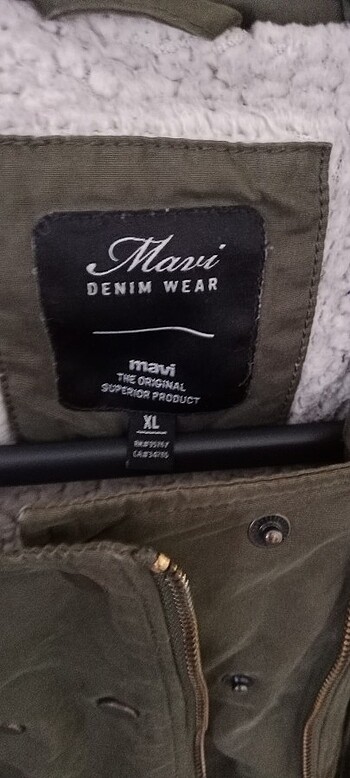 Mavi
DENIM WEAR
mavi
THE ORIGINAL
SUPERIOR PRODUCT
XL